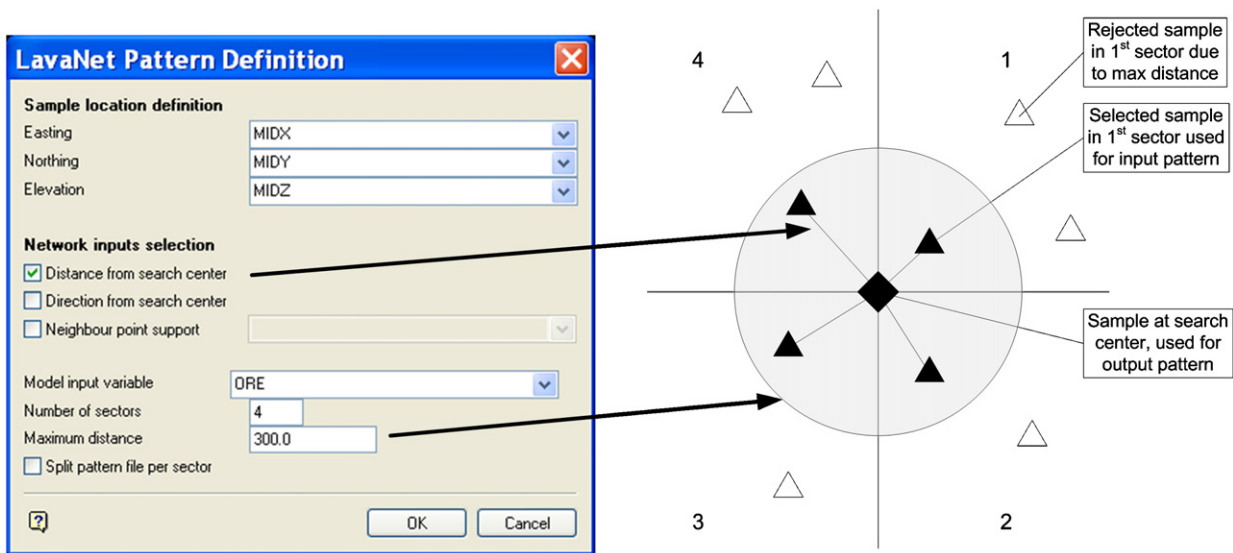 LavaNet Pattern Definition
Sample location definition
Easting MIDX
Northing MIDY
Elevation MIDZ
Network inputs selection
Distance from search center
Direction from search center
Neighbour point support
Model input variable ORE
Number of sectors 4
Maximum distance 300.0
Split pattern file per sector
? OK Cancel
4 1
Rejected sample
in 1st sector due
to max distance
Selected sample
in 1st sector used
for input pattern
Sample at search
center, used for
output pattern
3 2